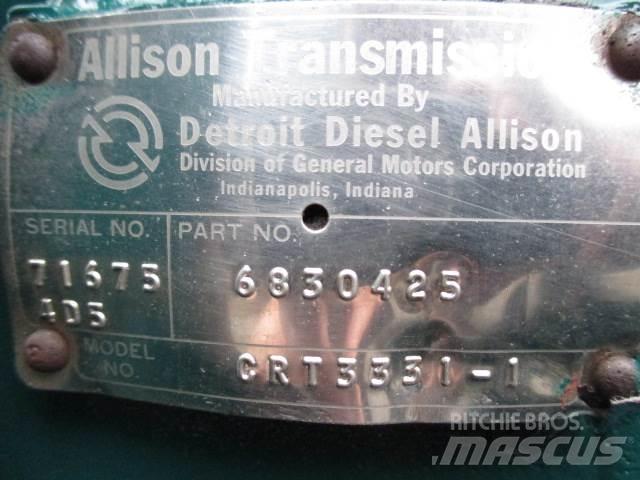 Allison Transmission
Manufactured By
Detroit Diesel Allison
Division of General Motors Corporation
Indianapolis, Indiana
SERIAL NO.
PART NO.
71675
6830425
4D5
MODEL
NO.
CRT3331-1
RITCHIE BROS.
MASCUS